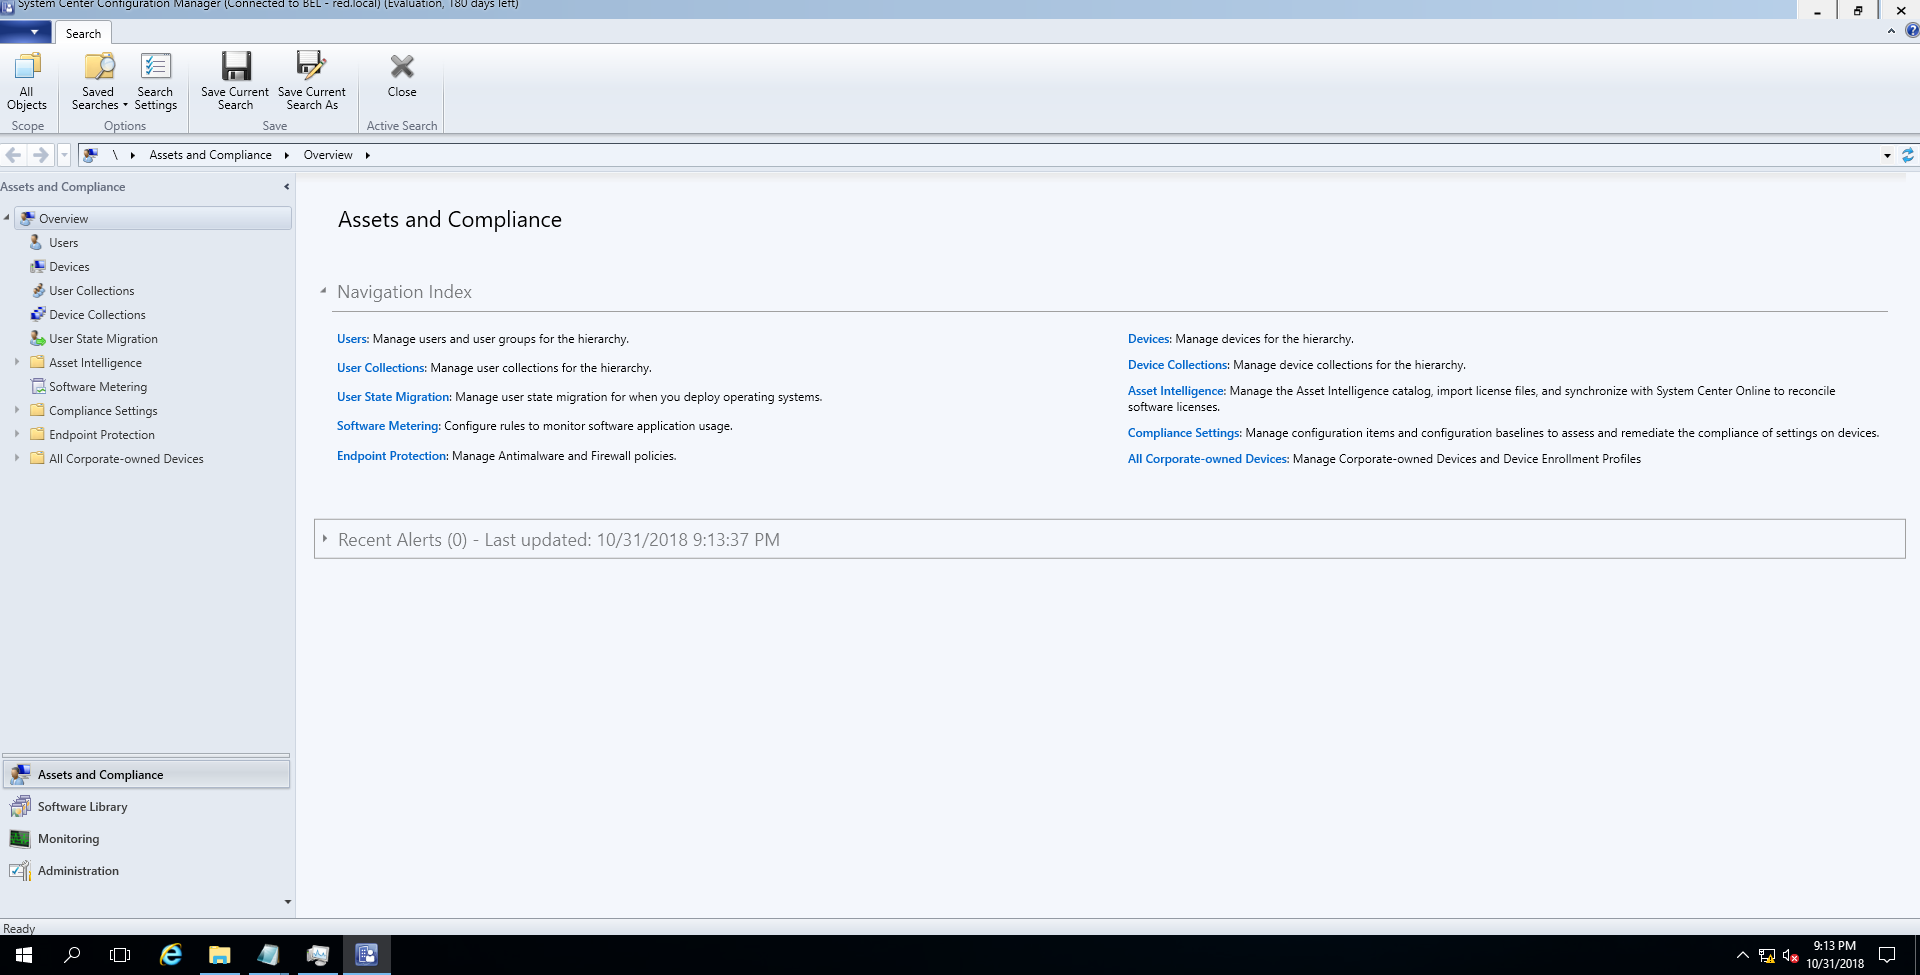 System Center Configuration Manager (Connected to BEL - red.local) (Evaluation, 180 days left)
Search
All Objects
Saved Searches
Search Settings
Save Current Search
Save Current Search As
Close
Scope
Options
Save
Active Search
\ Assets and Compliance Overview
Assets and Compliance
Overview
Users
Devices
User Collections
Device Collections
User State Migration
Asset Intelligence
Software Metering
Compliance Settings
Endpoint Protection
All Corporate-owned Devices
Assets and Compliance
Software Library
Monitoring
Administration
Assets and Compliance
Navigation Index
Users: Manage users and user groups for the hierarchy.
User Collections: Manage user collections for the hierarchy.
User State Migration: Manage user state migration for when you deploy operating systems.
Software Metering: Configure rules to monitor software application usage.
Endpoint Protection: Manage Antimalware and Firewall policies.
Devices: Manage devices for the hierarchy.
Device Collections: Manage device collections for the hierarchy.
Asset Intelligence: Manage the Asset Intelligence catalog, import license files, and synchronize with System Center Online to reconcile
software licenses.
Compliance Settings: Manage configuration items and configuration baselines to assess and remediate the compliance of settings on devices.
All Corporate-owned Devices: Manage Corporate-owned Devices and Device Enrollment Profiles
Recent Alerts (0) - Last updated: 10/31/2018 9:13:37 PM
Ready
9:13 PM
10/31/2018